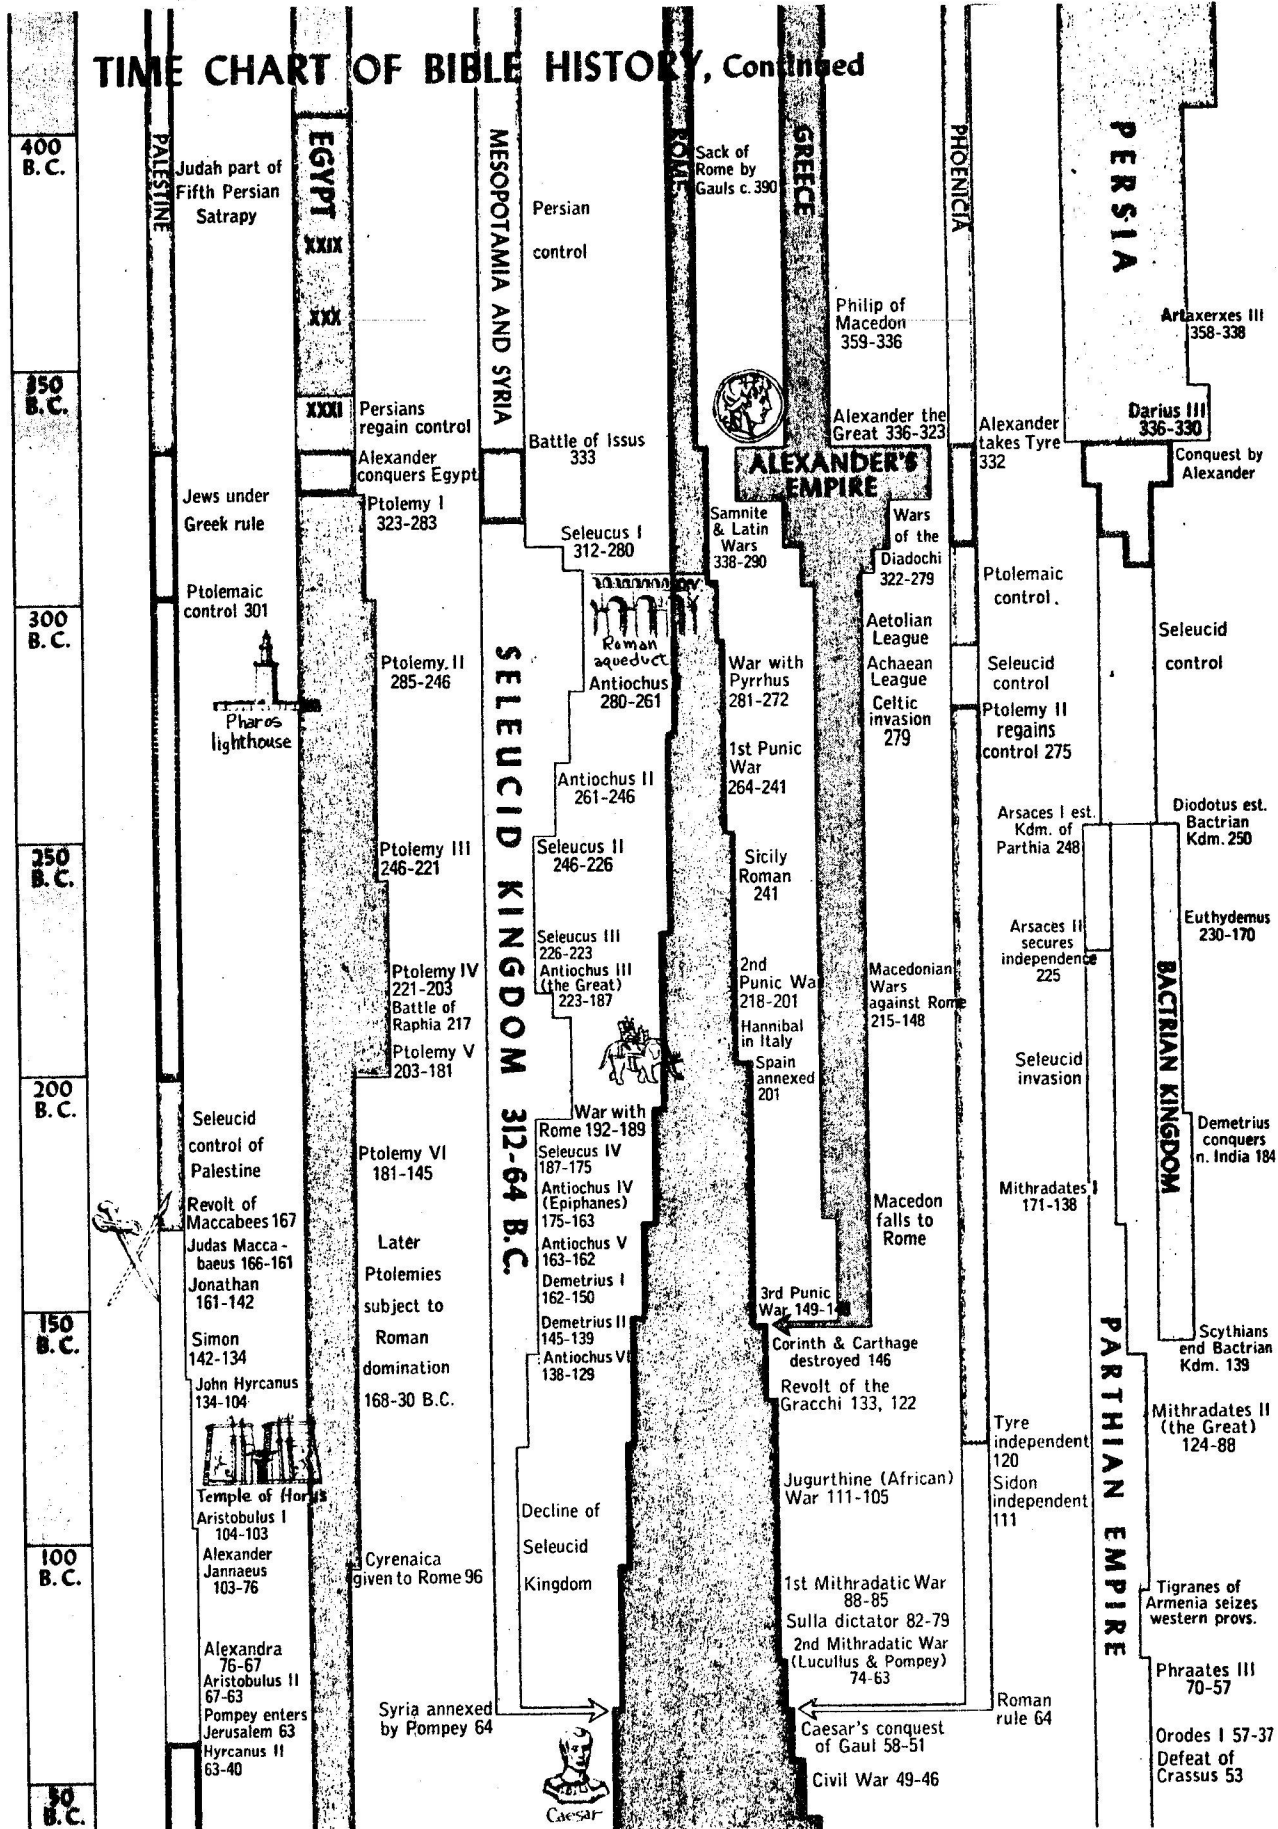 TIME CHART OF BIBLE HISTORY, Continued
400
B.C.
350
B.C.
300
B.C.
250
B.C.
200
B.C.
150
B.C.
100
B.C.
50
B.C.
PALESTINE
Judah part of
Fifth Persian
Satrapy
Jews under
Greek rule
Ptolemaic
control 301
Pharos
lighthouse
Seleucid
control of
Palestine
Revolt of
Maccabees 167
Judas Macca-
baeus 166-161
Jonathan
161-142
Simon
142-134
John Hyrcanus
134-104
Temple of Horus
Aristobulus I
104-103
Alexander
Jannaeus
103-76
Alexandra
76-67
Aristobulus II
67-63
Pompey enters
Jerusalem 63
Hyrcanus II
63-40
EGYPT
XXIX
XXX
XXXI
Persians
regain control
Alexander
conquers Egypt
Ptolemy I
323-283
Ptolemy II
285-246
Ptolemy III
246-221
Ptolemy IV
221-203
Battle of
Raphia 217
Ptolemy V
203-181
Ptolemy VI
181-145
Later
Ptolemies
subject to
Roman
domination
168-30 B.C.
Cyrenaica
given to Rome 96
MESOPOTAMIA AND SYRIA
Persian
control
Battle of Issus
333
SELEUCID KINGDOM 312-64 B.C.
Seleucus I
312-280
Roman
aqueduct
Antiochus
280-261
Antiochus II
261-246
Seleucus II
246-226
Seleucus III
226-223
Antiochus III
(the Great)
223-187
War with
Rome 192-189
Seleucus IV
187-175
Antiochus IV
(Epiphanes)
175-163
Antiochus V
163-162
Demetrius I
162-150
Demetrius II
145-139
Antiochus VI
138-129
Decline of
Seleucid
Kingdom
Syria annexed
by Pompey 64
Caesar
ROME
Sack of
Rome by
Gauls c. 390
Samnite
& Latin
Wars
338-290
War with
Pyrrhus
281-272
1st Punic
War
264-241
Sicily
Roman
241
2nd
Punic Wa
218-201
Hannibal
in Italy
Spain
annexed
201
3rd Punic
War 149-146
Corinth & Carthage
destroyed 146
Revolt of the
Gracchi 133, 122
Jugurthine (African)
War 111-105
1st Mithradatic War
88-85
Sulla dictator 82-79
2nd Mithradatic War
(Lucullus & Pompey)
74-63
Caesar's conquest
of Gaul 58-51
Civil War 49-46
GREECE
Philip of
Macedon
359-336
Alexander the
Great 336-323
ALEXANDER'S
EMPIRE
Wars
of the
Diadochi
322-279
Aetolian
League
Achaean
League
Celtic
invasion
279
Macedonian
Wars
against Rome
215-148
Macedon
falls to
Rome
PHOENICIA
Alexander
takes Tyre
332
Ptolemaic
control.
Seleucid
control
Ptolemy II
regains
control 275
Tyre
independent
120
Sidon
independent
111
Roman
rule 64
PERSIA
Artaxerxes III
358-338
Darius III
336-330
Conquest by
Alexander
Seleucid
control
Arsaces I est.
Kdm. of
Parthia 248
Diodotus est.
Bactrian
Kdm. 250
Arsaces II
secures
independence
225
Euthydemus
230-170
BACTRIAN KINGDOM
Seleucid
invasion
Demetrius
conquers
n. India 184
Mithradates I
171-138
PARTHIAN EMPIRE
Scythians
end Bactrian
Kdm. 139
Mithradates II
(the Great)
124-88
Tigranes of
Armenia seizes
western provs.
Phraates III
70-57
Orodes I 57-37
Defeat of
Crassus 53